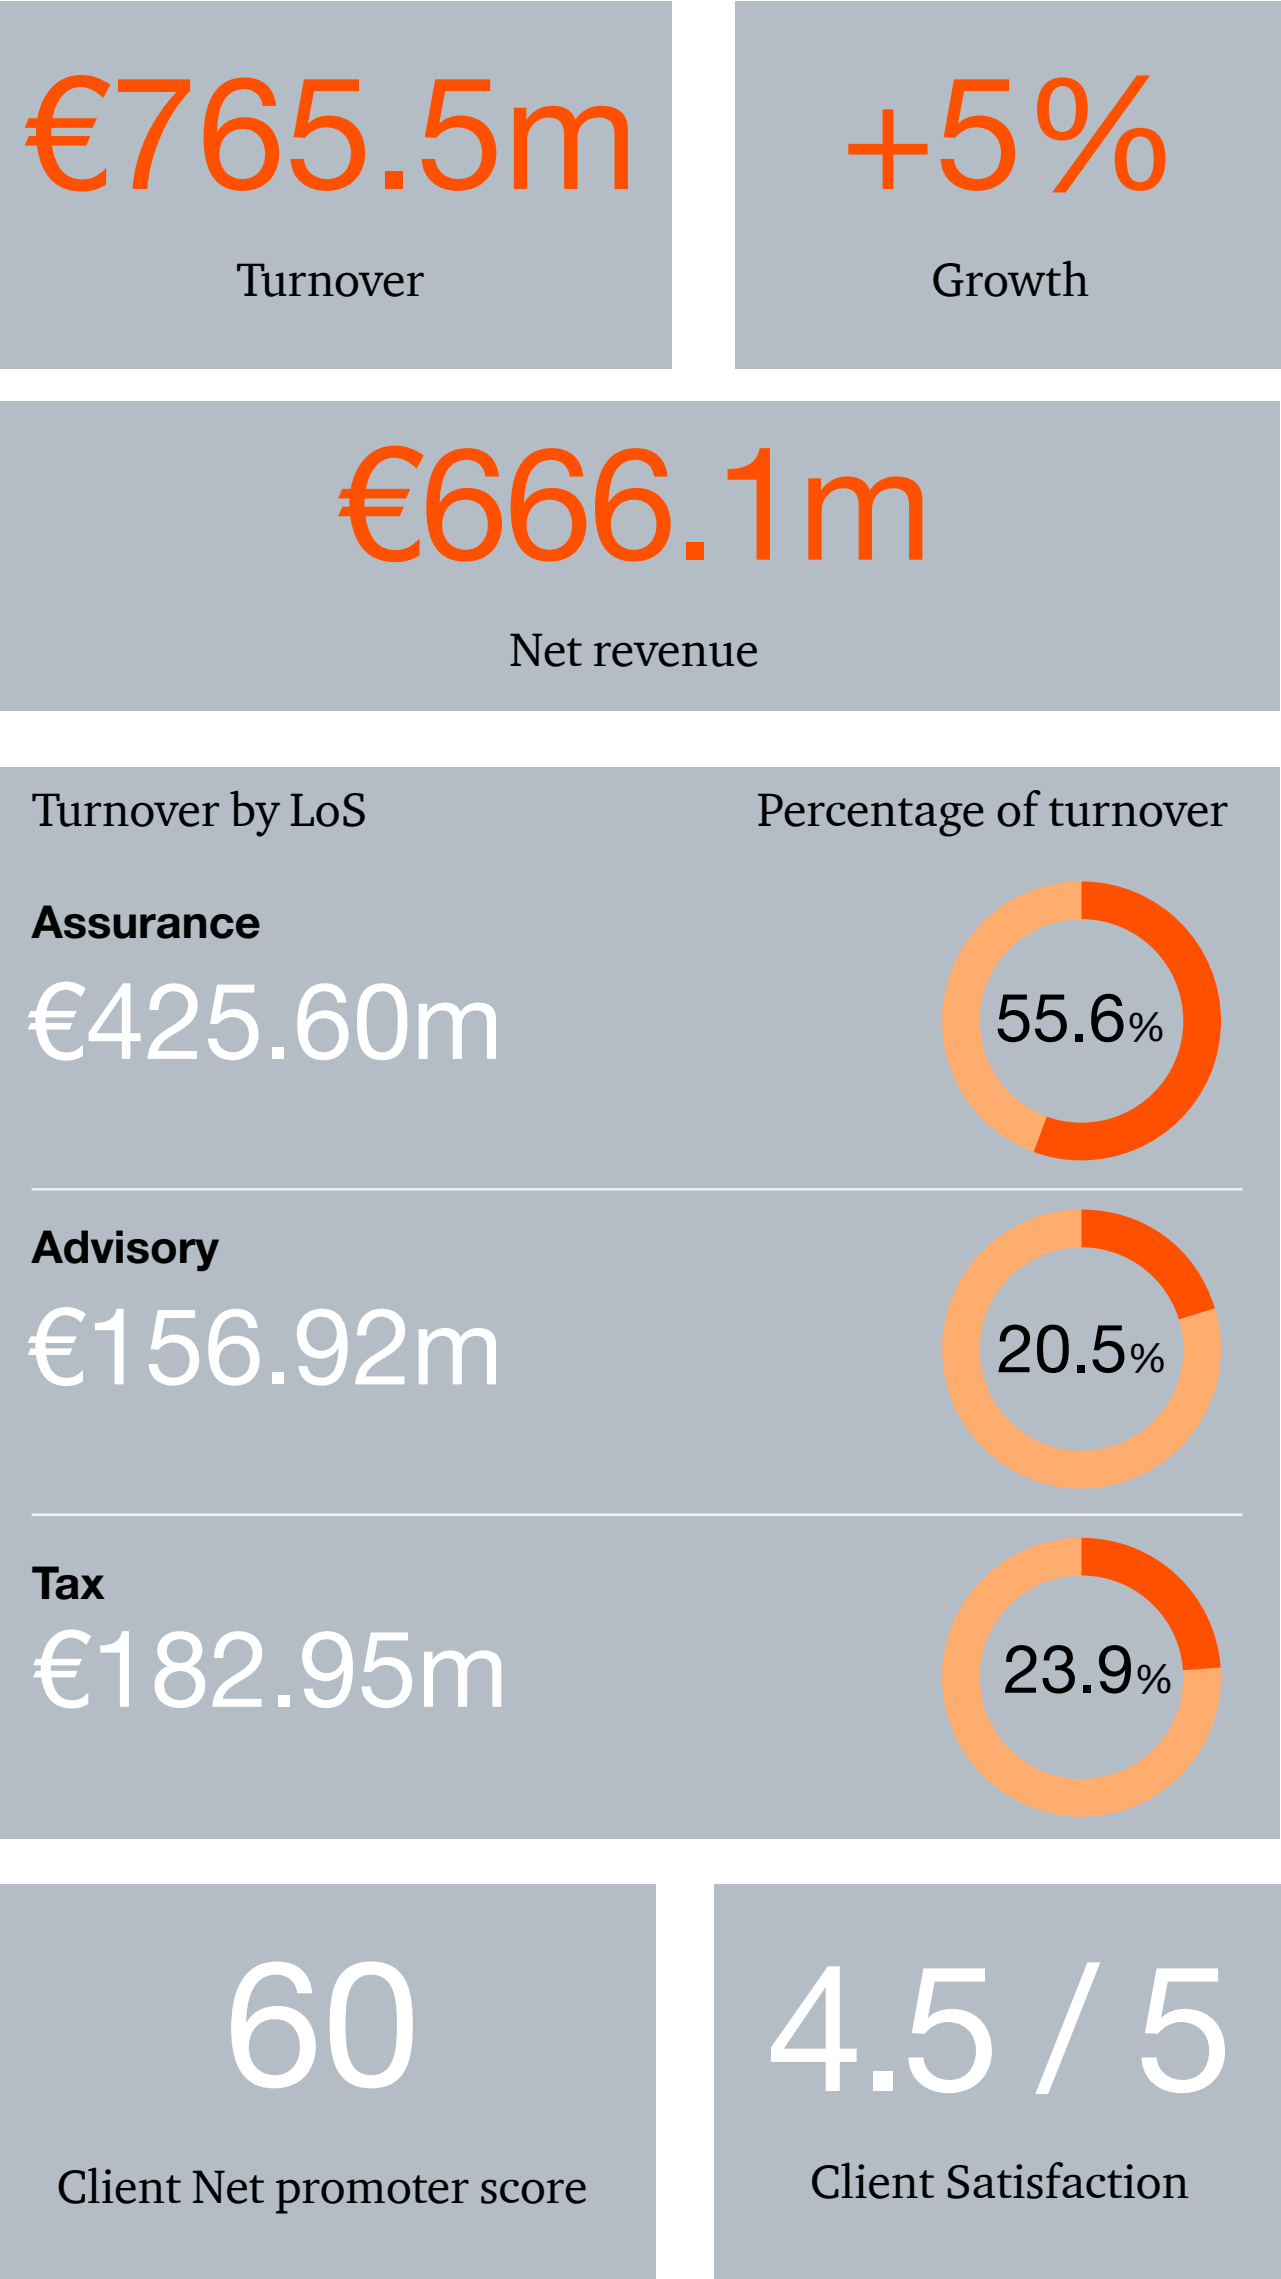 €765.5m
Turnover
+5%
Growth
€666.1m
Net revenue
Turnover by LoS
Percentage of turnover
Assurance
€425.60m
55.6%
Advisory
€156.92m
20.5%
Tax
€182.95m
23.9%
60
Client Net promoter score
4.5 / 5
Client Satisfaction